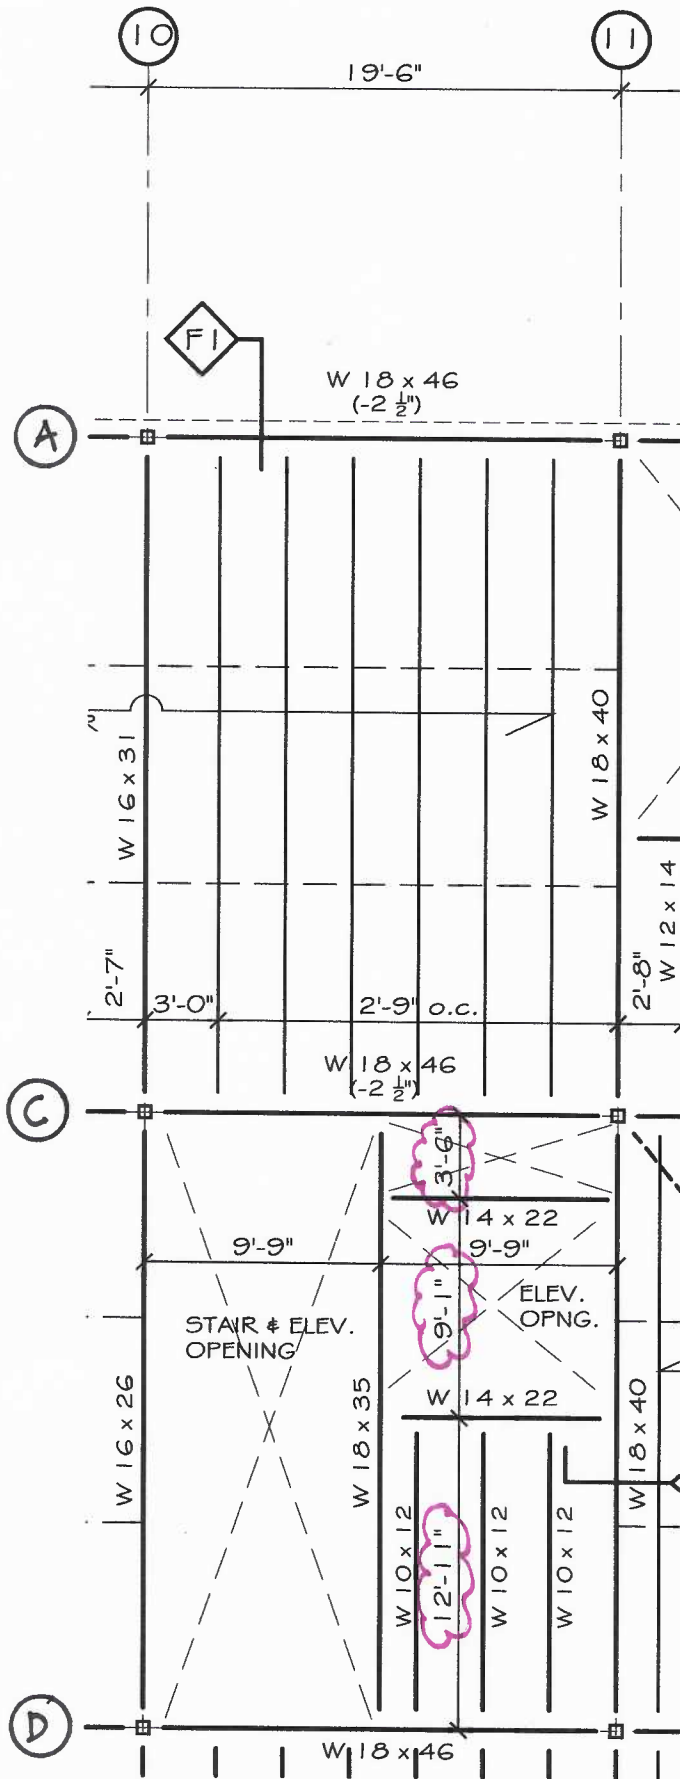 10
11
19'-6"
F1
W 18 x 46
(-2 ½")
A
W 16 x 31
W 18 x 40
W 12 x 14
2'-7"
3'-0"
2'-9" o.c.
2'-8"
W 18 x 46
(-2 ½")
C
3'-6"
W 14 x 22
9'-9"
9'-9"
9'-1"
ELEV.
OPNG.
STAIR & ELEV.
OPENING
W 14 x 22
W 16 x 26
W 18 x 35
W 18 x 40
W 10 x 12
12'-11"
W 10 x 12
W 10 x 12
D
W 18 x 46